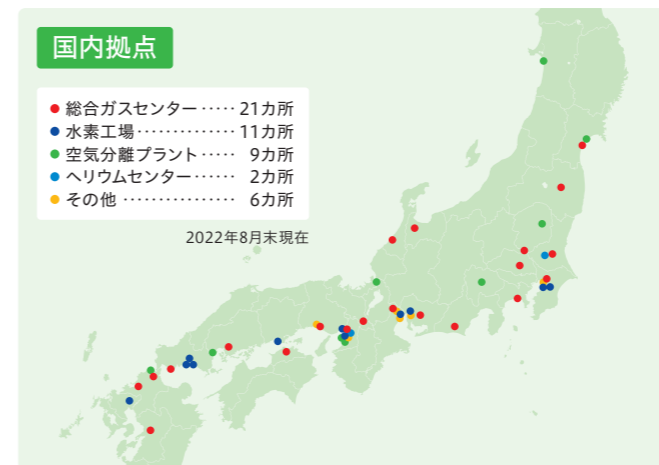 国内拠点
総合ガスセンター‥‥‥21カ所
水素工場‥‥‥‥‥‥‥11カ所
空気分離プラント‥‥‥9カ所
ヘリウムセンター‥‥‥2カ所
その他 ‥‥‥‥‥‥‥‥6カ所
2022年8月末現在